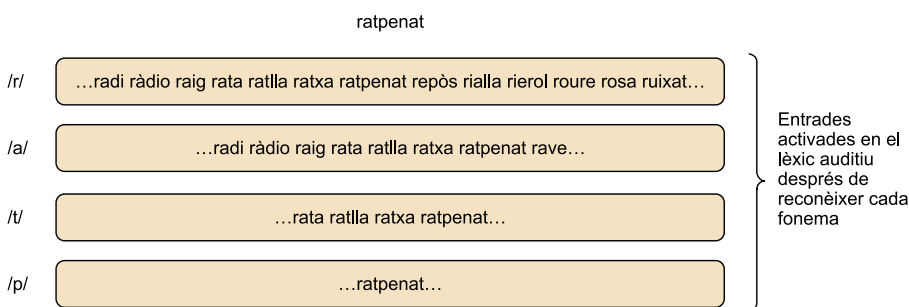 ratpenat
/r/ …radi ràdio raig rata ratlla ratxa ratpenat repòs rialla rierol roure rosa ruixat…
/a/ …radi ràdio raig rata ratlla ratxa ratpenat rave…
/t/ …rata ratlla ratxa ratpenat…
/p/ …ratpenat…
Entrades
activades en el
lèxic auditiu
després de
reconèixer cada
fonema